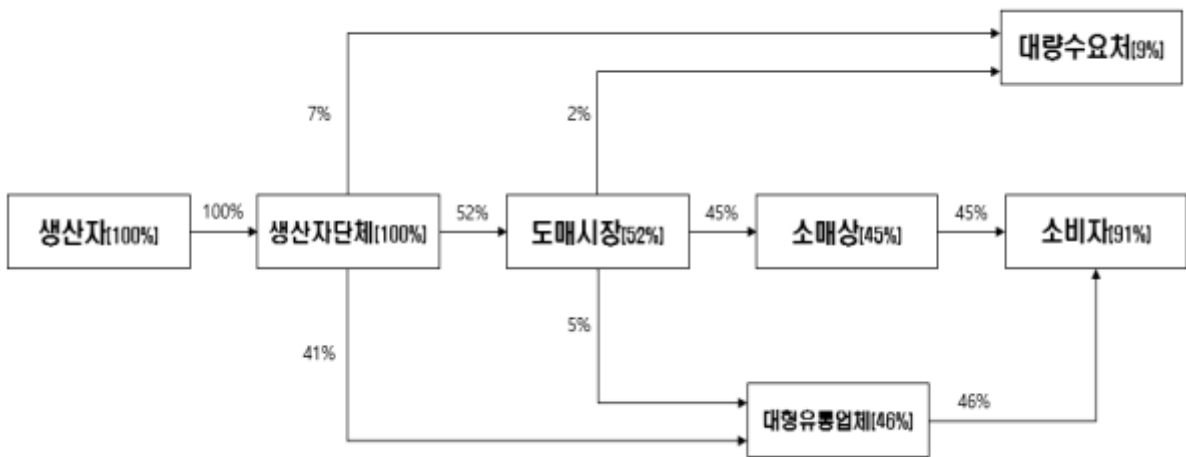 대량수요처[9%]
7%
2%
생산자[100%]
100%
생산자단체[100%]
52%
도매시장[52%]
45%
소매상[45%]
45%
소비자[91%]
41%
5%
대형유통업체[46%]
46%